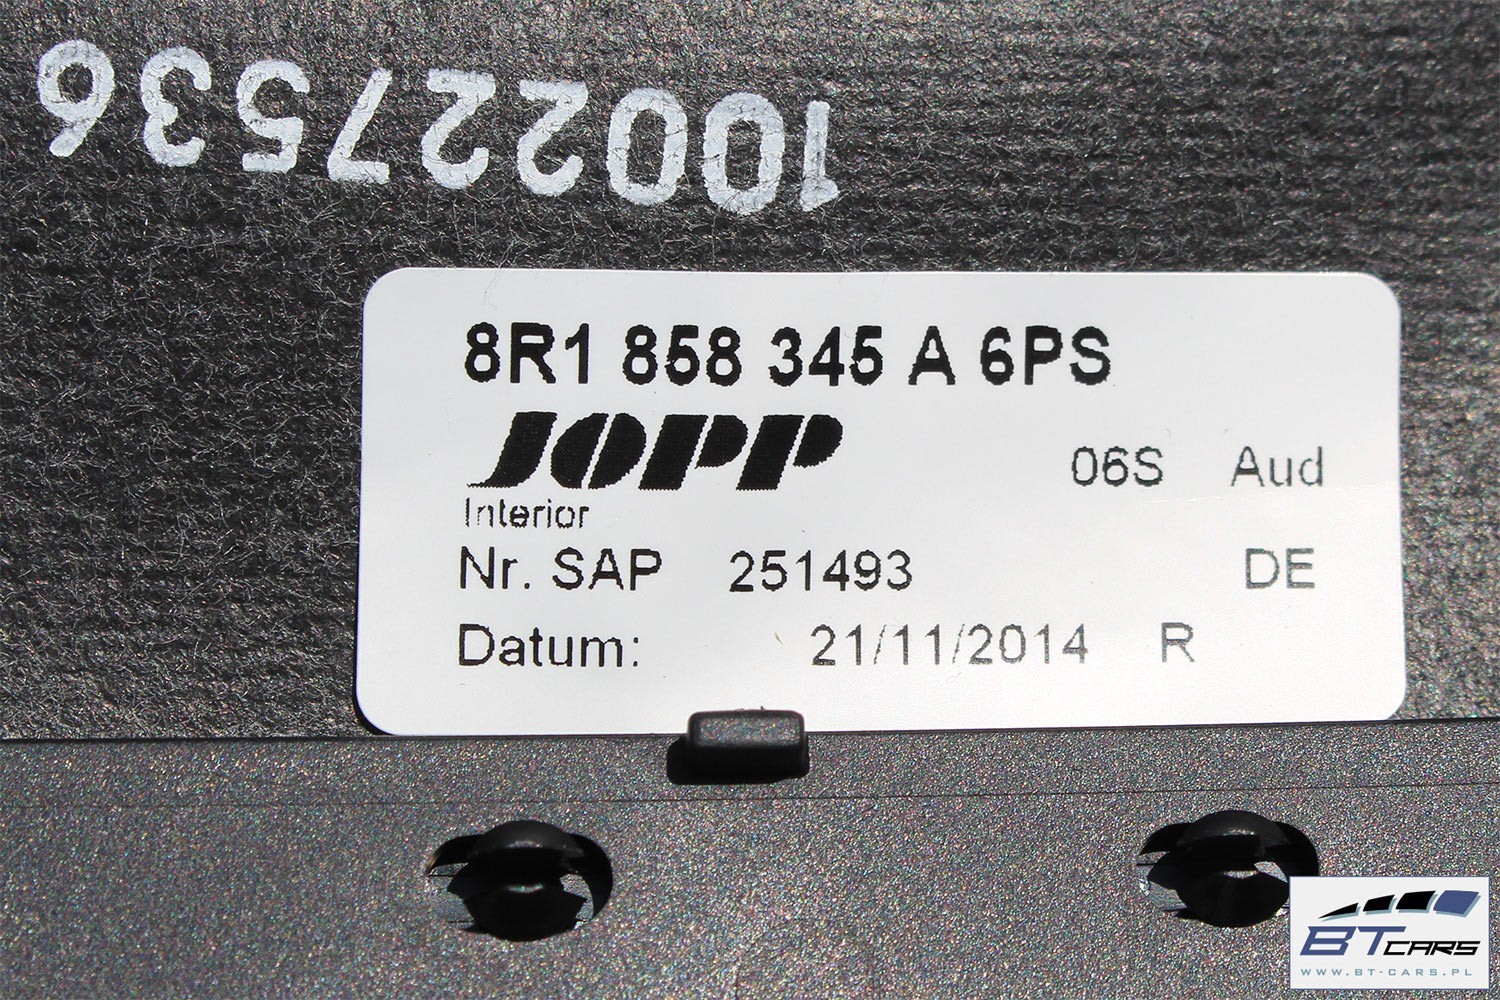 100227536
8R1 858 345 A 6PS
JOPP
06S Aud
Interior
Nr. SAP 251493 DE
Datum: 21/11/2014 R
BTCARS
WWW.BT-CARS.PL